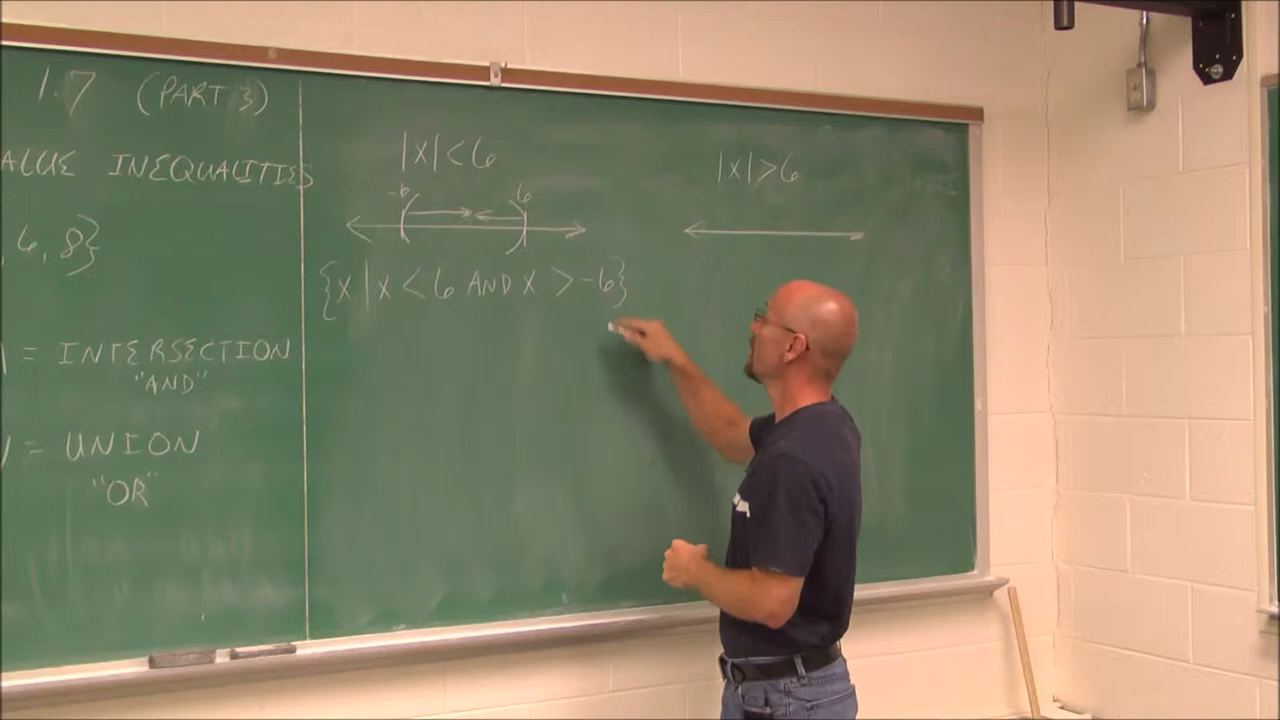 1.7 (PART 3)
ALUE INEQUALITIES
, 6, 8}
= INTERSECTION
"AND"
= UNION
"OR"
|X|<6
-6 6
{X|X < 6 AND X > -6}
|X|>6